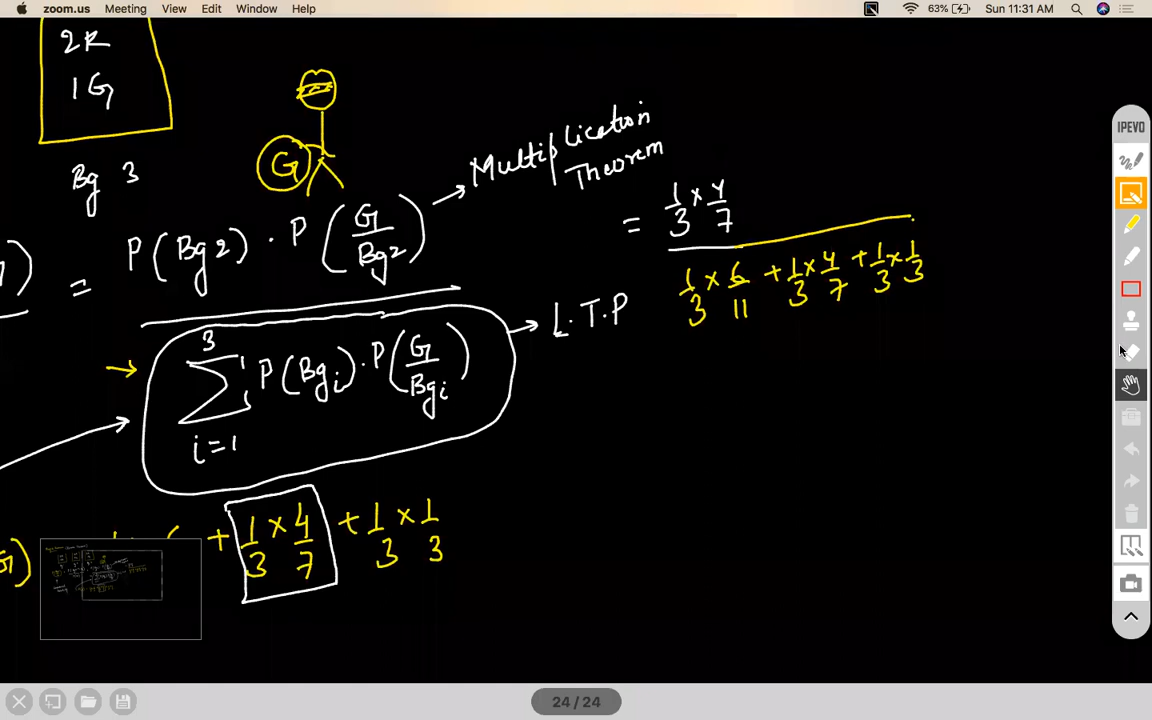 zoom.us Meeting View Edit Window Help 63% Sun 11:31 AM
2R
1G
Bg 3
G
IPEVO
Multiplication
Theorem
) = P(Bg2) · P(G/Bg2)
= 1/3 × 4/7
1/3 × 6/11 + 1/3 × 4/7 + 1/3 × 1/3
3 Σ i=1 P(Bgi) · P(G/Bgi)
L.T.P
G) + 1/3 × 4/7 + 1/3 × 1/3
24 / 24